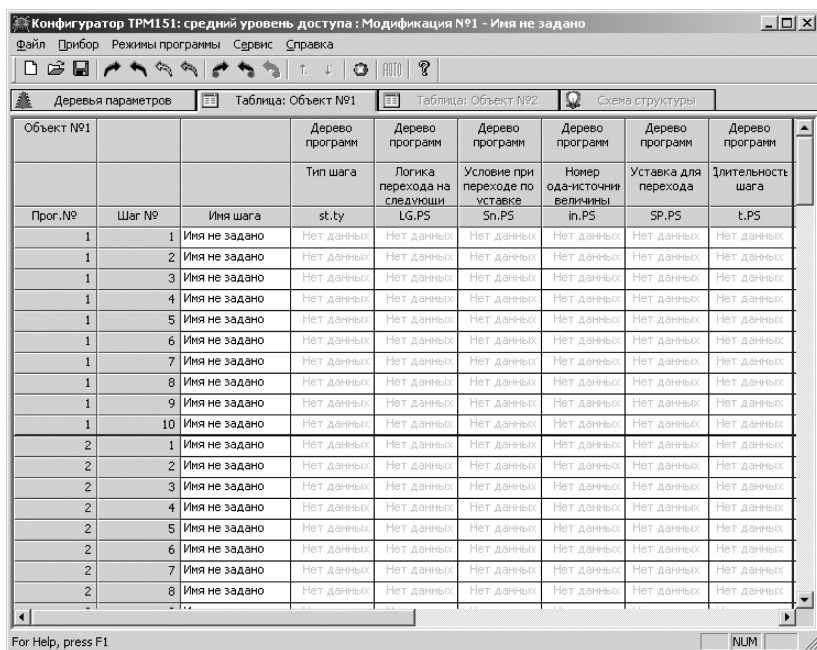 Конфигуратор ТРМ151: средний уровень доступа : Модификация №1 - Имя не задано
Файл Прибор Режимы программы Сервис Справка
AUTO ?
Деревья параметров Таблица: Объект №1 Таблица: Объект №2 Схема структуры
Объект №1 Дерево программ Дерево программ Дерево программ Дерево программ Дерево программ Дерево программ
Тип шага Логика перехода на следующи Условие при переходе по уставке Номер ода-источник величины Уставка для перехода Длительность шага
Прог.№ Шаг № Имя шага st.ty LG.PS Sn.PS in.PS SP.PS t.PS
1 1 Имя не задано Нет данных Нет данных Нет данных Нет данных Нет данных Нет данных
1 2 Имя не задано Нет данных Нет данных Нет данных Нет данных Нет данных Нет данных
1 3 Имя не задано Нет данных Нет данных Нет данных Нет данных Нет данных Нет данных
1 4 Имя не задано Нет данных Нет данных Нет данных Нет данных Нет данных Нет данных
1 5 Имя не задано Нет данных Нет данных Нет данных Нет данных Нет данных Нет данных
1 6 Имя не задано Нет данных Нет данных Нет данных Нет данных Нет данных Нет данных
1 7 Имя не задано Нет данных Нет данных Нет данных Нет данных Нет данных Нет данных
1 8 Имя не задано Нет данных Нет данных Нет данных Нет данных Нет данных Нет данных
1 9 Имя не задано Нет данных Нет данных Нет данных Нет данных Нет данных Нет данных
1 10 Имя не задано Нет данных Нет данных Нет данных Нет данных Нет данных Нет данных
2 1 Имя не задано Нет данных Нет данных Нет данных Нет данных Нет данных Нет данных
2 2 Имя не задано Нет данных Нет данных Нет данных Нет данных Нет данных Нет данных
2 3 Имя не задано Нет данных Нет данных Нет данных Нет данных Нет данных Нет данных
2 4 Имя не задано Нет данных Нет данных Нет данных Нет данных Нет данных Нет данных
2 5 Имя не задано Нет данных Нет данных Нет данных Нет данных Нет данных Нет данных
2 6 Имя не задано Нет данных Нет данных Нет данных Нет данных Нет данных Нет данных
2 7 Имя не задано Нет данных Нет данных Нет данных Нет данных Нет данных Нет данных
2 8 Имя не задано Нет данных Нет данных Нет данных Нет данных Нет данных Нет данных
For Help, press F1 NUM